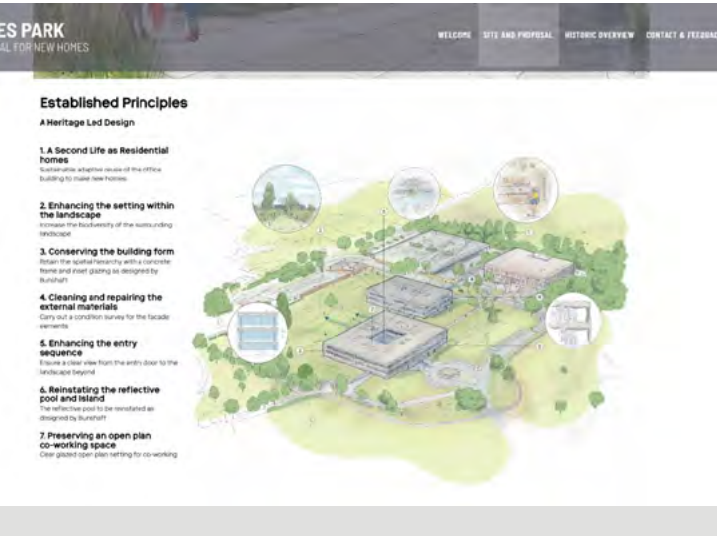 ES PARK
AL FOR NEW HOMES
WELCOME SITE AND PROPOSAL HISTORIC OVERVIEW CONTACT & FEEDBA
Established Principles
A Heritage Led Design
1. A Second Life as Residential
homes
Sustainable adaptive reuse of the office
building to make new homes
2. Enhancing the setting within
the landscape
Increase the biodiversity of the surrounding
landscape
3. Conserving the building form
Retain the spatial hierarchy with a concrete
frame and inset glazing as designed by
Bunshaft
4. Cleaning and repairing the
external materials
Carry out a condition survey for the facade
elements
5. Enhancing the entry
sequence
Ensure a clear view from the entry door to the
landscape beyond
6. Reinstating the reflective
pool and island
The reflective pool to be reinstated as
designed by Bunshaft
7. Preserving an open plan
co-working space
Clear glazed open plan setting for co-working